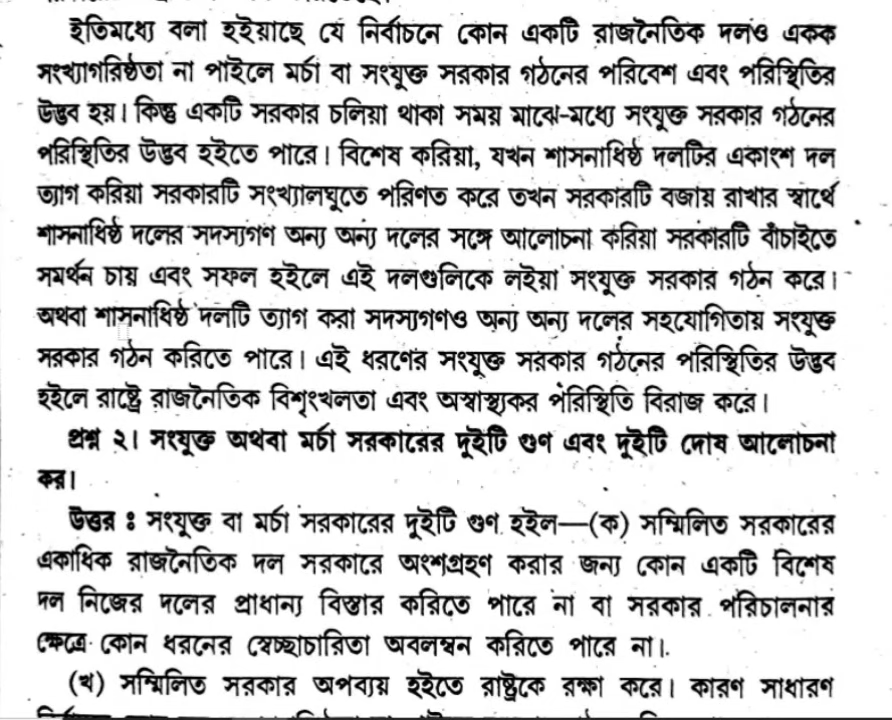 ইতিমধ্যে বলা হইয়াছে যে নির্বাচনে কোন একটি রাজনৈতিক দলও একক
সংখ্যাগরিষ্ঠতা না পাইলে মর্চা বা সংযুক্ত সরকার গঠনের পরিবেশ এবং পরিস্থিতির
উদ্ভব হয়। কিন্তু একটি সরকার চলিয়া থাকা সময় মাঝে-মধ্যে সংযুক্ত সরকার গঠনের
পরিস্থিতির উদ্ভব হইতে পারে। বিশেষ করিয়া, যখন শাসনাধিষ্ঠ দলটির একাংশ দল
ত্যাগ করিয়া সরকারটি সংখ্যালঘুতে পরিণত করে তখন সরকারটি বজায় রাখার স্বার্থে
শাসনাধিষ্ঠ দলের সদস্যগণ অন্য অন্য দলের সঙ্গে আলোচনা করিয়া সরকারটি বাঁচাইতে
সমর্থন চায় এবং সফল হইলে এই দলগুলিকে লইয়া সংযুক্ত সরকার গঠন করে।
অথবা শাসনাধিষ্ঠ দলটি ত্যাগ করা সদস্যগণও অন্য অন্য দলের সহযোগিতায় সংযুক্ত
সরকার গঠন করিতে পারে। এই ধরণের সংযুক্ত সরকার গঠনের পরিস্থিতির উদ্ভব
হইলে রাষ্ট্রে রাজনৈতিক বিশৃংখলতা এবং অস্বাস্থ্যকর পরিস্থিতি বিরাজ করে।
প্রশ্ন ২। সংযুক্ত অথবা মর্চা সরকারের দুইটি গুণ এবং দুইটি দোষ আলোচনা
কর।
উত্তর ঃ সংযুক্ত বা মর্চা সরকারের দুইটি গুণ হইল—(ক) সম্মিলিত সরকারের
একাধিক রাজনৈতিক দল সরকারে অংশগ্রহণ করার জন্য কোন একটি বিশেষ
দল নিজের দলের প্রাধান্য বিস্তার করিতে পারে না বা সরকার পরিচালনার
ক্ষেত্রে কোন ধরনের স্বেচ্ছাচারিতা অবলম্বন করিতে পারে না।
(খ) সম্মিলিত সরকার অপব্যয় হইতে রাষ্ট্রকে রক্ষা করে। কারণ সাধারণ